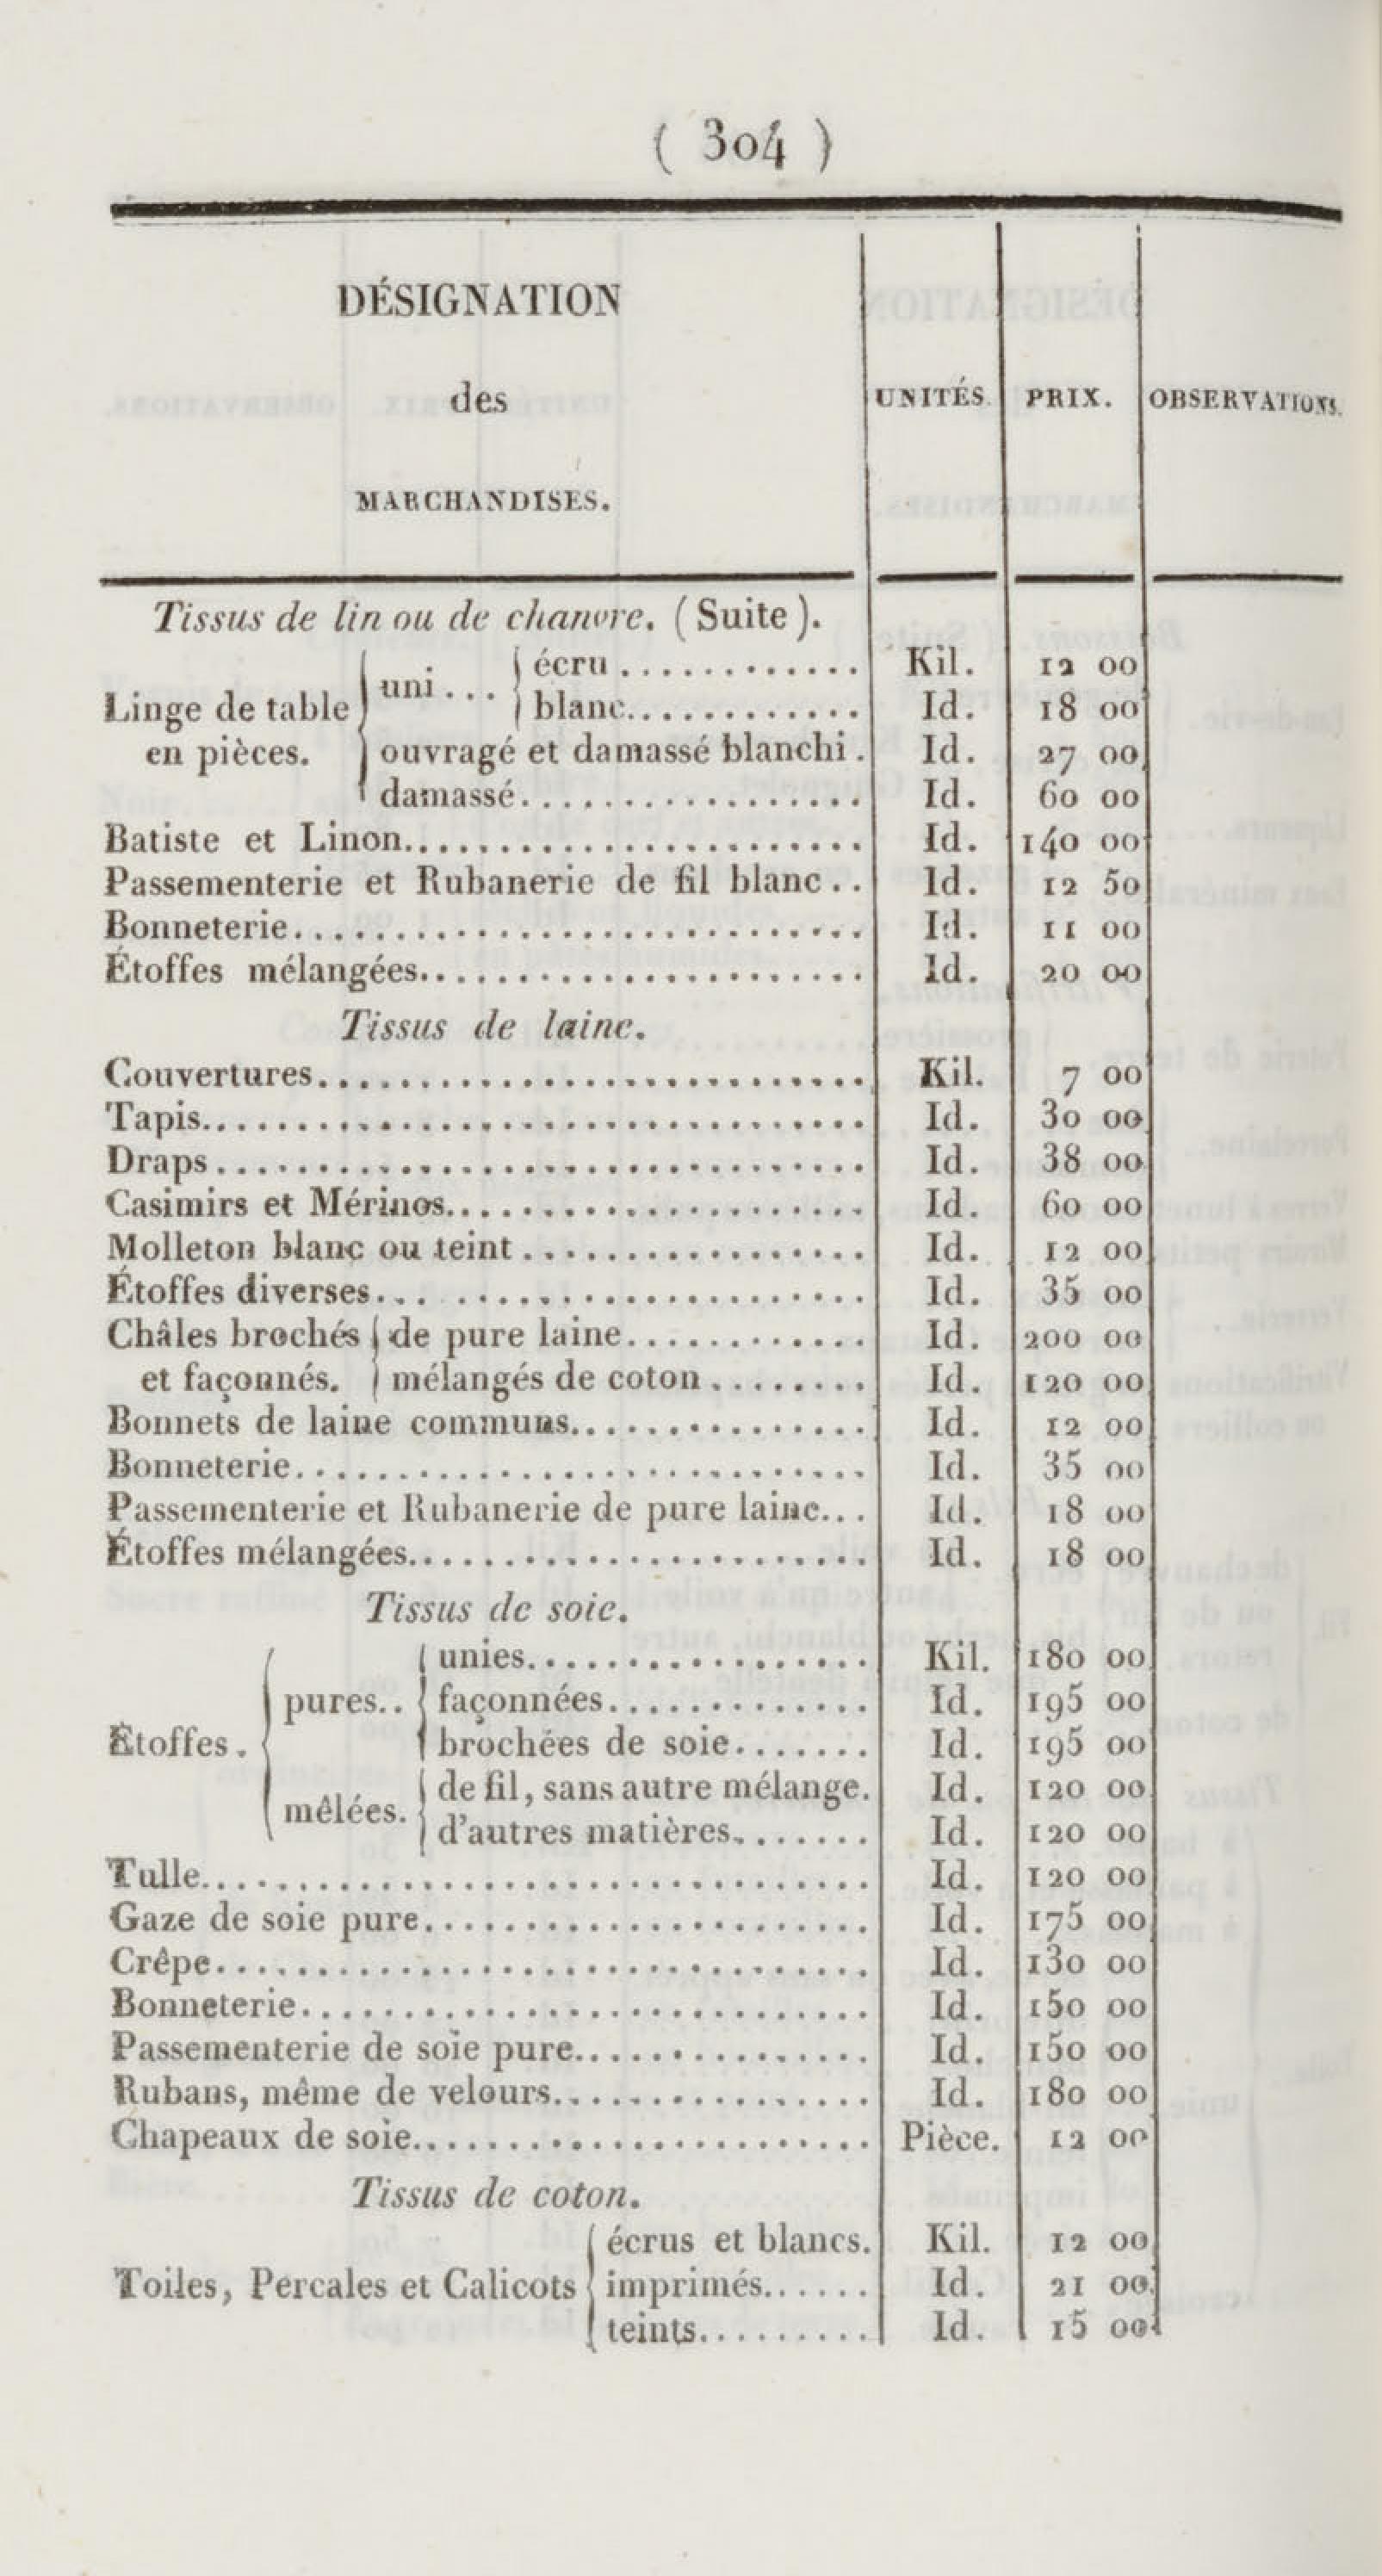 ( 304 )
DÉSIGNATION
des
MARCHANDISES.
UNITÉS.
PRIX.
OBSERVATIONS.
Tissus de lin ou de chanvre. ( Suite ).
Linge de table en pièces. uni... écru............ Kil. 12 00
blanc............ Id. 18 00
ouvragé et damassé blanchi. Id. 27 00
damassé................. Id. 60 00
Batiste et Linon....................... Id. 140 00
Passementerie et Rubanerie de fil blanc.. Id. 12 50
Bonneterie............................ Id. 11 00
Étoffes mélangées...................... Id. 20 00
Tissus de laine.
Couvertures........................... Kil. 7 00
Tapis................................. Id. 30 00
Draps................................ Id. 38 00
Casimirs et Mérinos..................... Id. 60 00
Molleton blanc ou teint................. Id. 12 00
Étoffes diverses........................ Id. 35 00
Châles brochés et façonnés. de pure laine............ Id. 200 00
mélangés de coton........ Id. 120 00
Bonnets de laine communs............... Id. 12 00
Bonneterie............................ Id. 35 00
Passementerie et Rubanerie de pure laine... Id. 18 00
Étoffes mélangées....................... Id. 18 00
Tissus de soie.
Étoffes. pures.. unies................. Kil. 180 00
façonnées............. Id. 195 00
brochées de soie....... Id. 195 00
mêlées. de fil, sans autre mélange. Id. 120 00
d'autres matières....... Id. 120 00
Tulle................................. Id. 120 00
Gaze de soie pure...................... Id. 175 00
Crêpe................................ Id. 130 00
Bonneterie............................ Id. 150 00
Passementerie de soie pure............... Id. 150 00
Rubans, même de velours................ Id. 180 00
Chapeaux de soie....................... Pièce. 12 00
Tissus de coton.
Toiles, Percales et Calicots écrus et blancs. Kil. 12 00
imprimés...... Id. 21 00
teints......... Id. 15 00